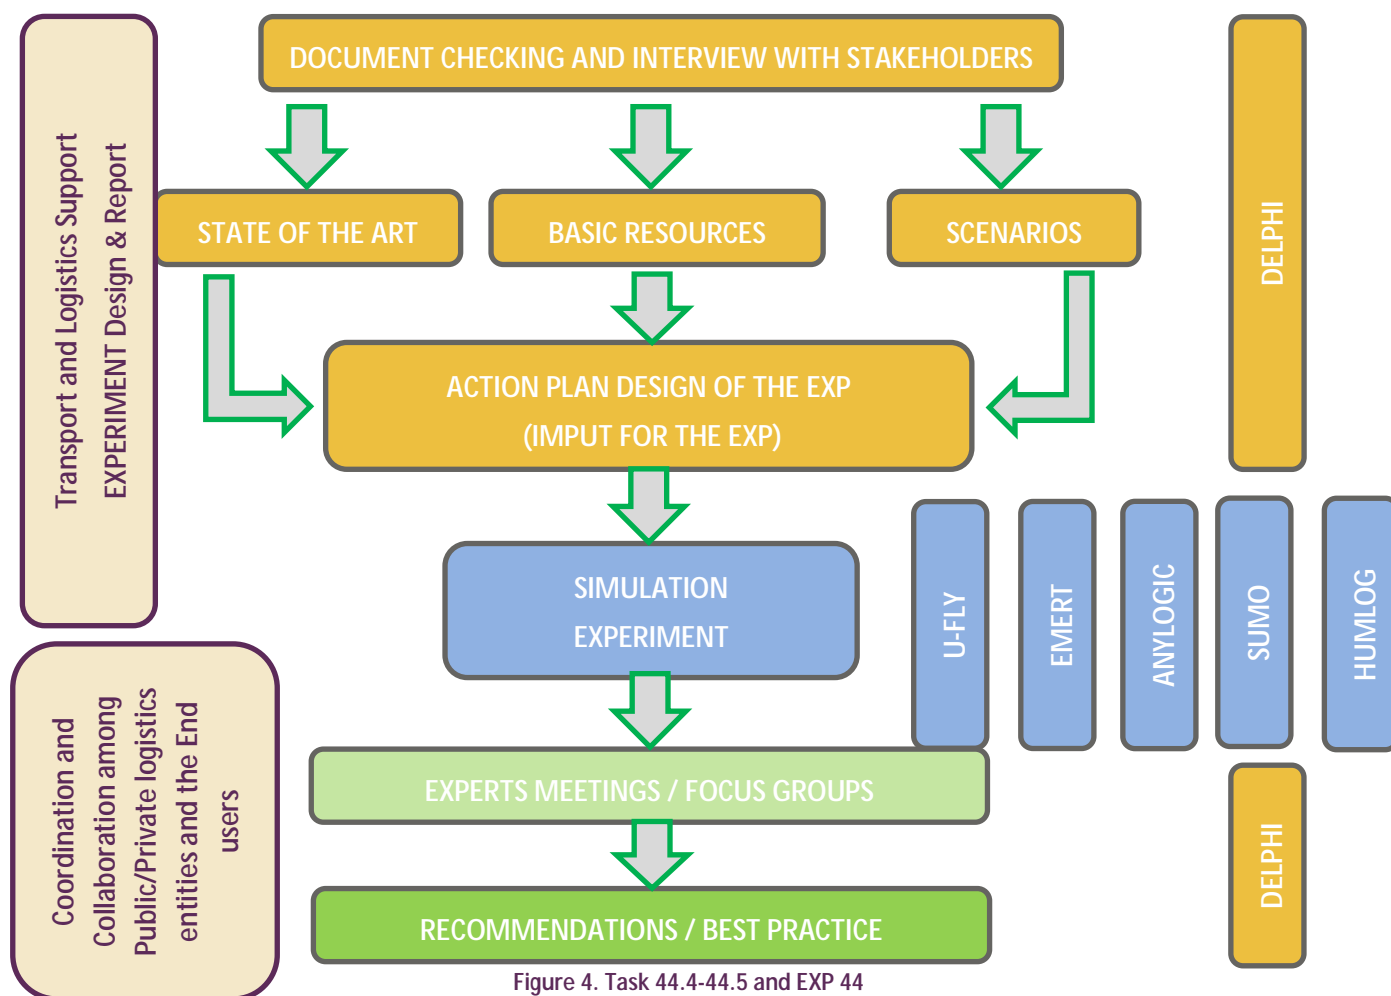 DOCUMENT CHECKING AND INTERVIEW WITH STAKEHOLDERS
Transport and Logistics Support
EXPERIMENT Design & Report
STATE OF THE ART
BASIC RESOURCES
SCENARIOS
DELPHI
ACTION PLAN DESIGN OF THE EXP
(IMPUT FOR THE EXP)
SIMULATION
EXPERIMENT
U-FLY
EMERT
ANYLOGIC
SUMO
HUMLOG
Coordination and
Collaboration among
Public/Private logistics
entities and the End
users
EXPERTS MEETINGS / FOCUS GROUPS
DELPHI
RECOMMENDATIONS / BEST PRACTICE
Figure 4. Task 44.4-44.5 and EXP 44